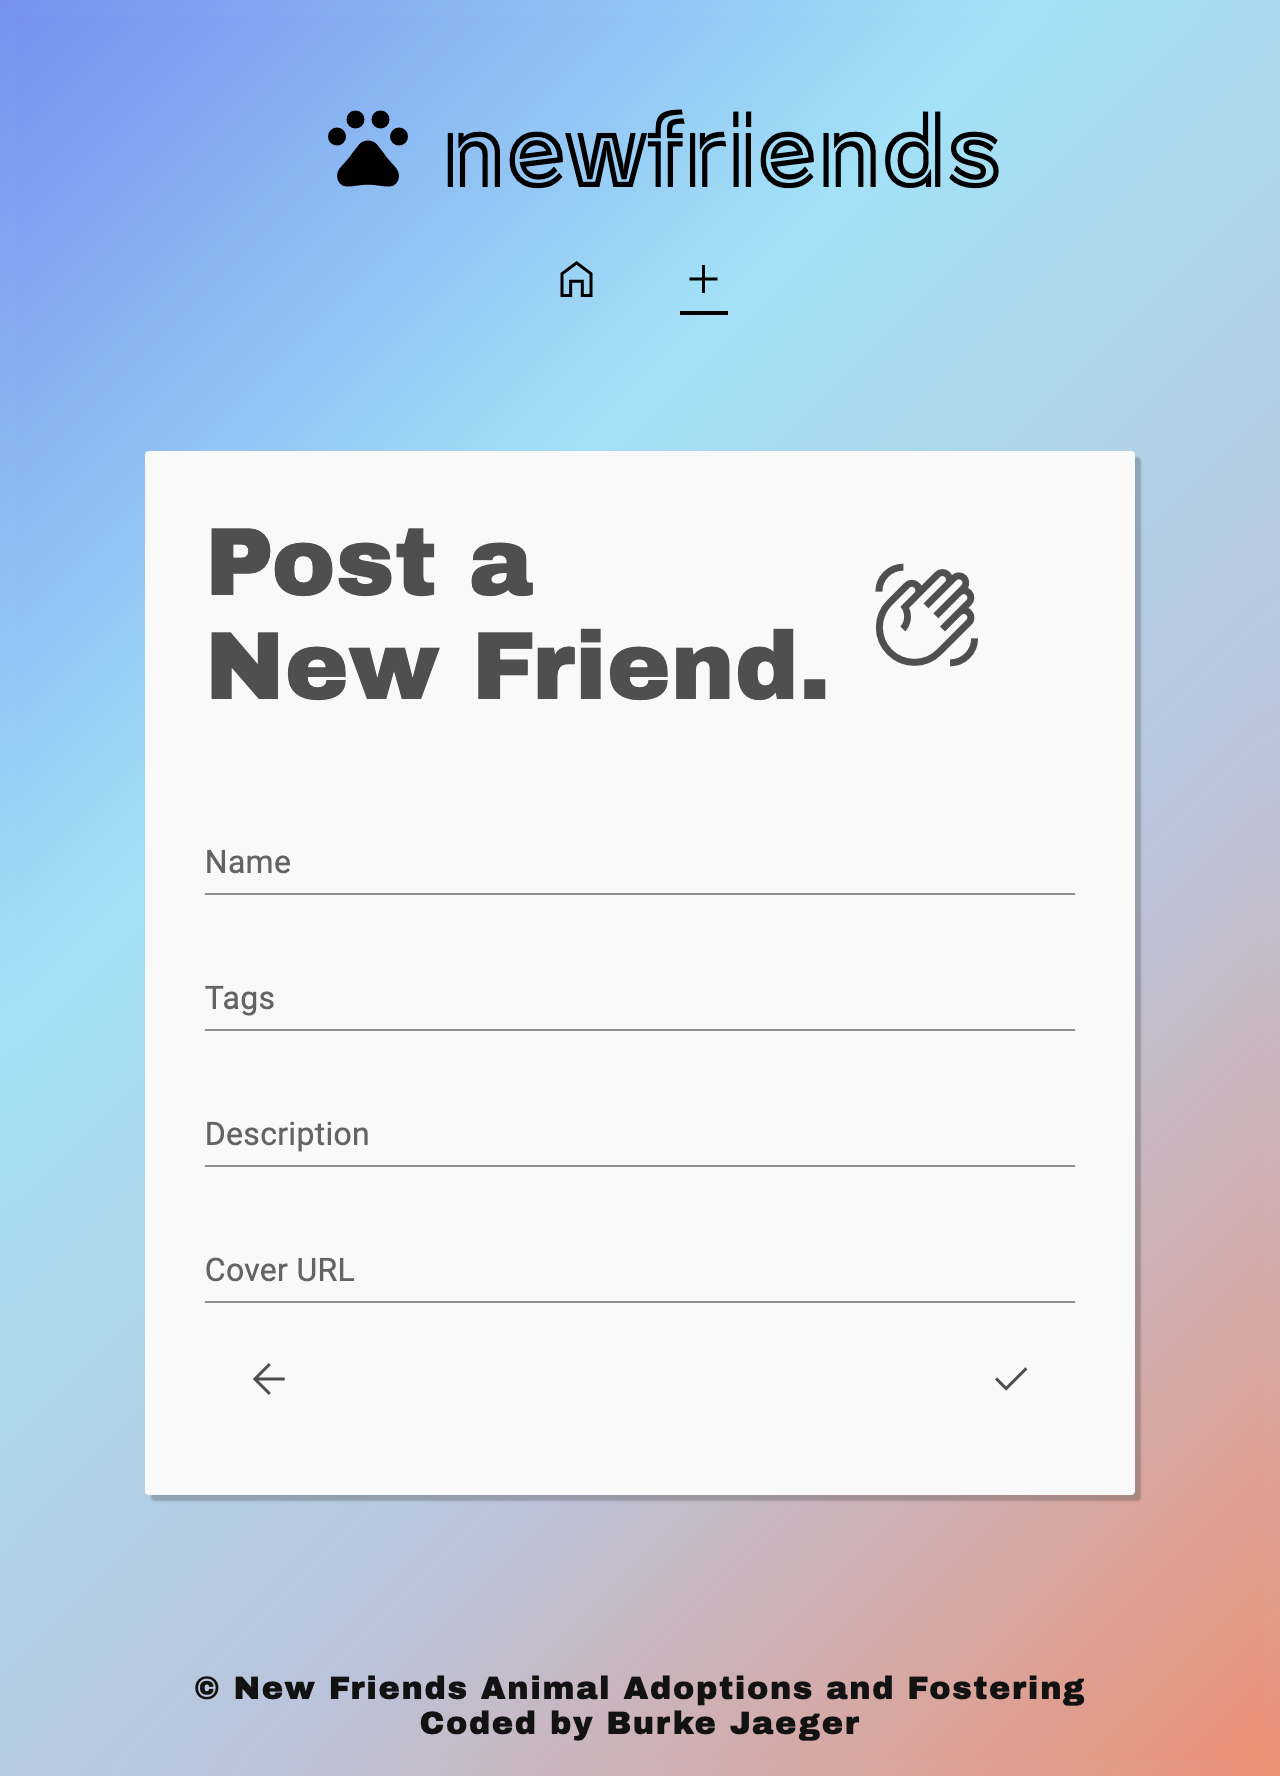 newfriends
Post a
New Friend.
Name
Tags
Description
Cover URL
© New Friends Animal Adoptions and Fostering
Coded by Burke Jaeger